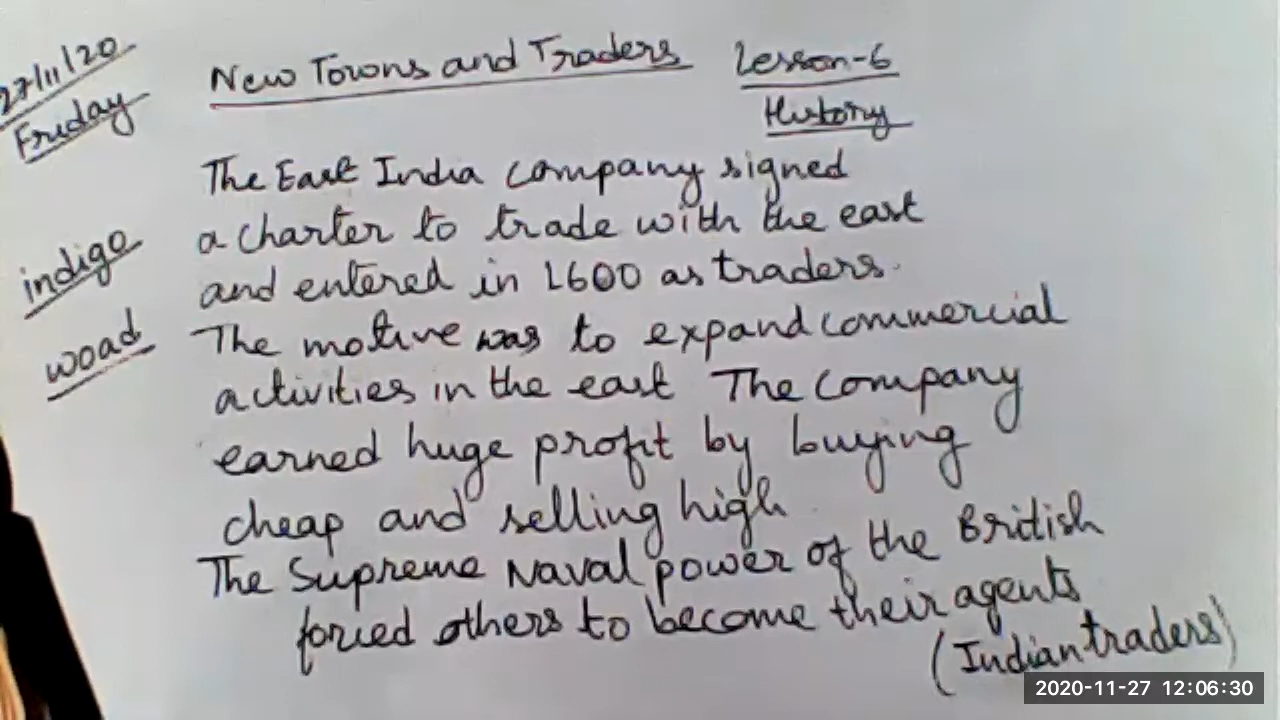 27/11/20
Friday
New Towns and Traders
Lesson-6
History
The East India Company signed
a charter to trade with the east
and entered in 1600 as traders.
indigo
The motive was to expand commercial
woad
activities in the east The Company
earned huge profit by buying
cheap and selling high
The Supreme Naval power of the British
forced others to become their agents
(Indian traders)
2020-11-27 12:06:30